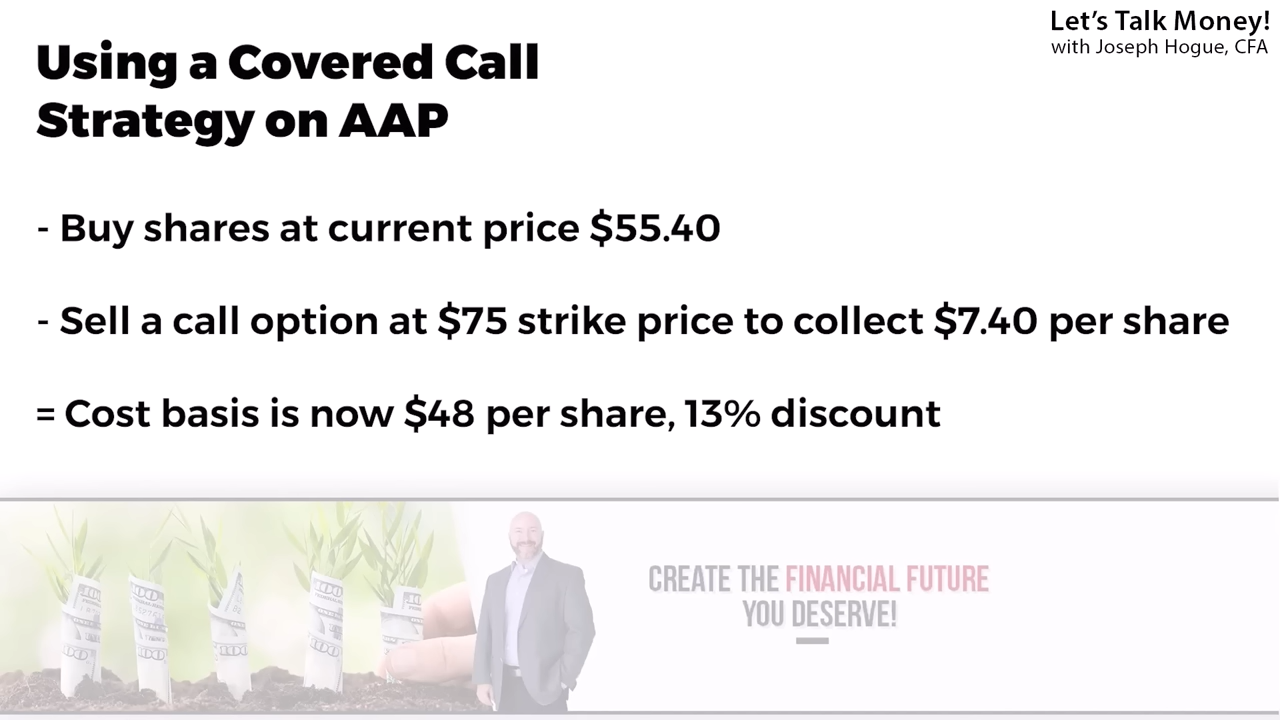 Let's Talk Money!
with Joseph Hogue, CFA
Using a Covered Call
Strategy on AAP
- Buy shares at current price $55.40
- Sell a call option at $75 strike price to collect $7.40 per share
= Cost basis is now $48 per share, 13% discount
CREATE THE FINANCIAL FUTURE
YOU DESERVE!